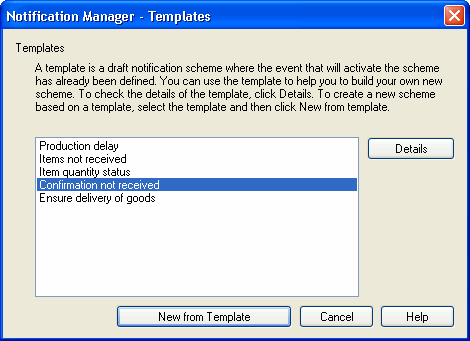 Notification Manager - Templates
Templates
A template is a draft notification scheme where the event that will activate the scheme
has already been defined. You can use the template to help you to build your own new
scheme. To check the details of the template, click Details. To create a new scheme
based on a template, select the template and then click New from template.
Production delay
Items not received
Item quantity status
Confirmation not received
Ensure delivery of goods
Details
New from Template
Cancel
Help